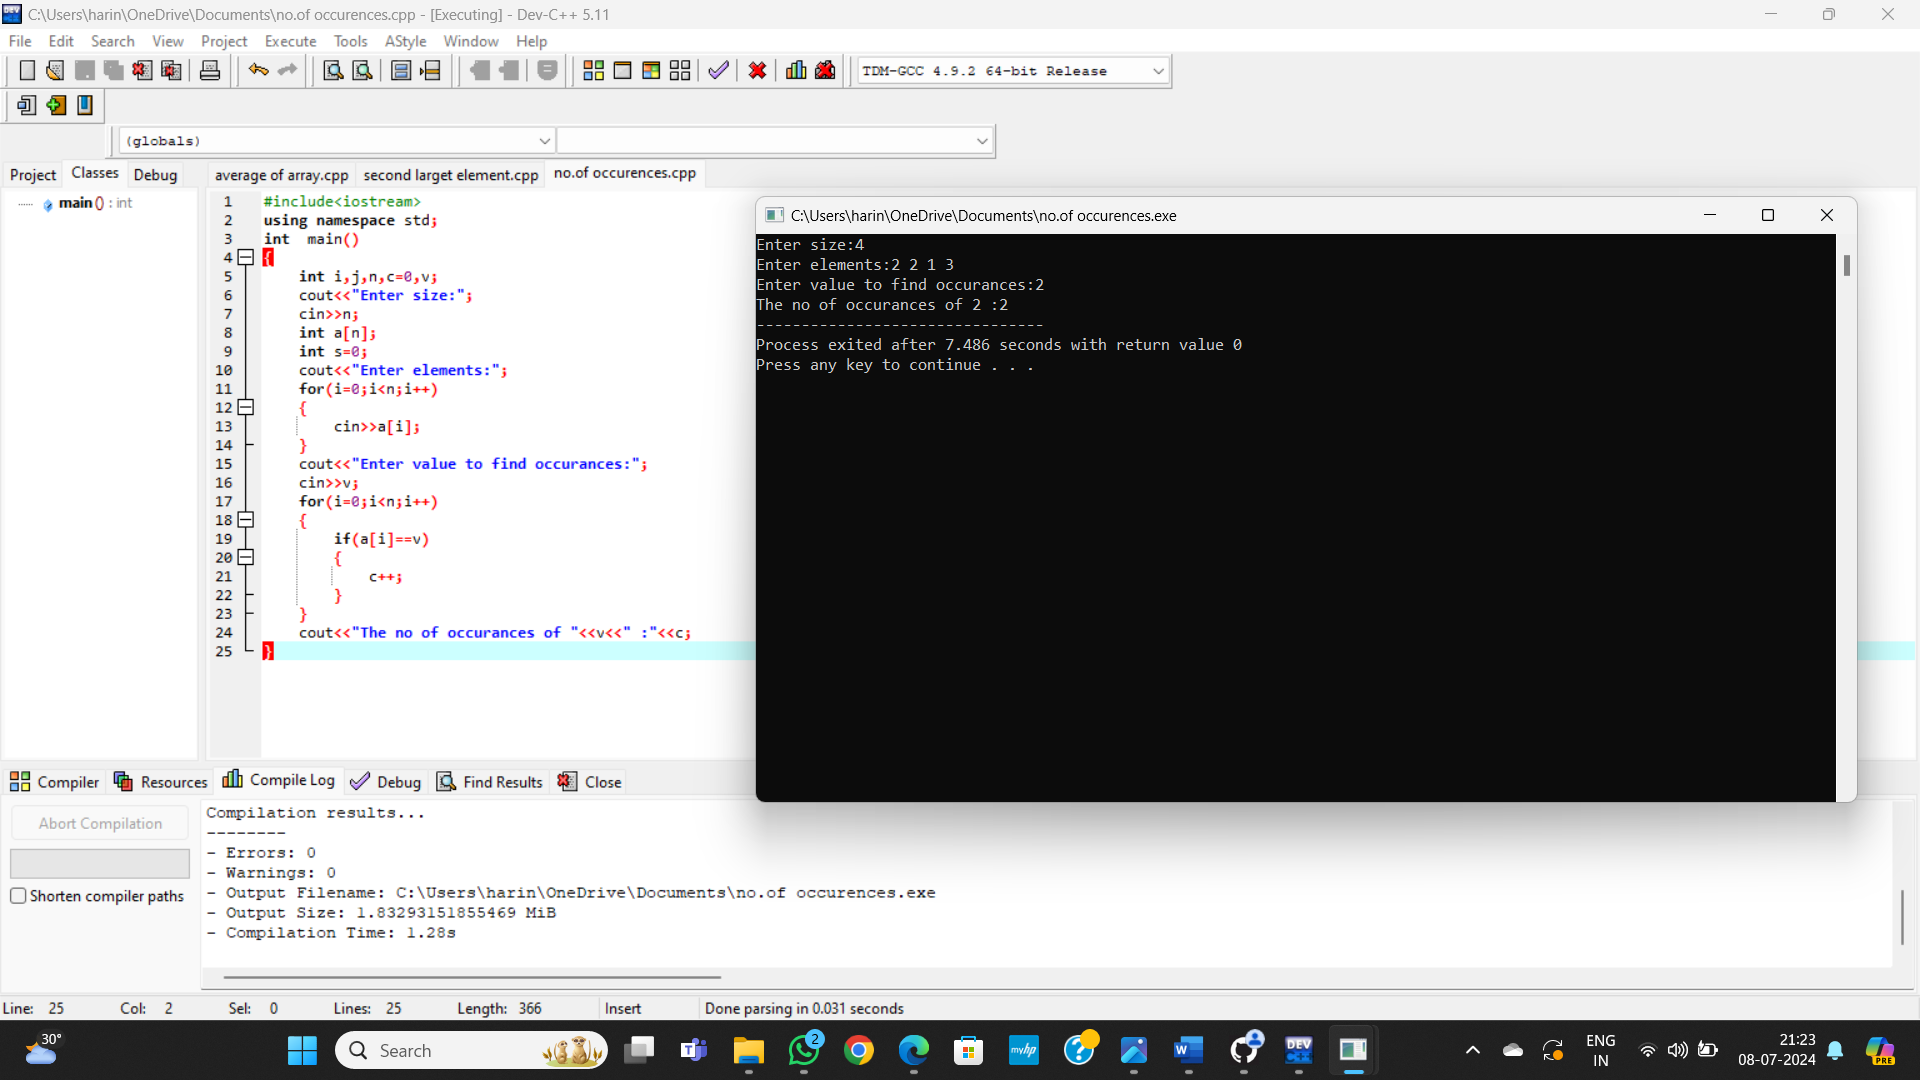 C:\Users\harin\OneDrive\Documents\no.of occurences.cpp - [Executing] - Dev-C++ 5.11
File Edit Search View Project Execute Tools AStyle Window Help
TDM-GCC 4.9.2 64-bit Release
(globals)
Project Classes Debug
average of array.cpp second larget element.cpp no.of occurences.cpp
main () : int
1 #include<iostream>
2 using namespace std;
3 int  main()
4 {
5 int i,j,n,c=0,v;
6 cout<<"Enter size:";
7 cin>>n;
8 int a[n];
9 int s=0;
10 cout<<"Enter elements:";
11 for(i=0;i<n;i++)
12 {
13 cin>>a[i];
14 }
15 cout<<"Enter value to find occurances:";
16 cin>>v;
17 for(i=0;i<n;i++)
18 {
19 if(a[i]==v)
20 {
21 c++;
22 }
23 }
24 cout<<"The no of occurances of "<<v<<" :"<<c;
25 }
C:\Users\harin\OneDrive\Documents\no.of occurences.exe
Enter size:4
Enter elements:2 2 1 3
Enter value to find occurances:2
The no of occurances of 2 :2
--------------------------------
Process exited after 7.486 seconds with return value 0
Press any key to continue . . .
Compiler Resources Compile Log Debug Find Results Close
Abort Compilation
Shorten compiler paths
Compilation results...
--------
- Errors: 0
- Warnings: 0
- Output Filename: C:\Users\harin\OneDrive\Documents\no.of occurences.exe
- Output Size: 1.83293151855469 MiB
- Compilation Time: 1.28s
Line: 25 Col: 2 Sel: 0 Lines: 25 Length: 366 Insert Done parsing in 0.031 seconds
30°
Search
2
myhp
DEV
ENG
IN
21:23
08-07-2024
PRE